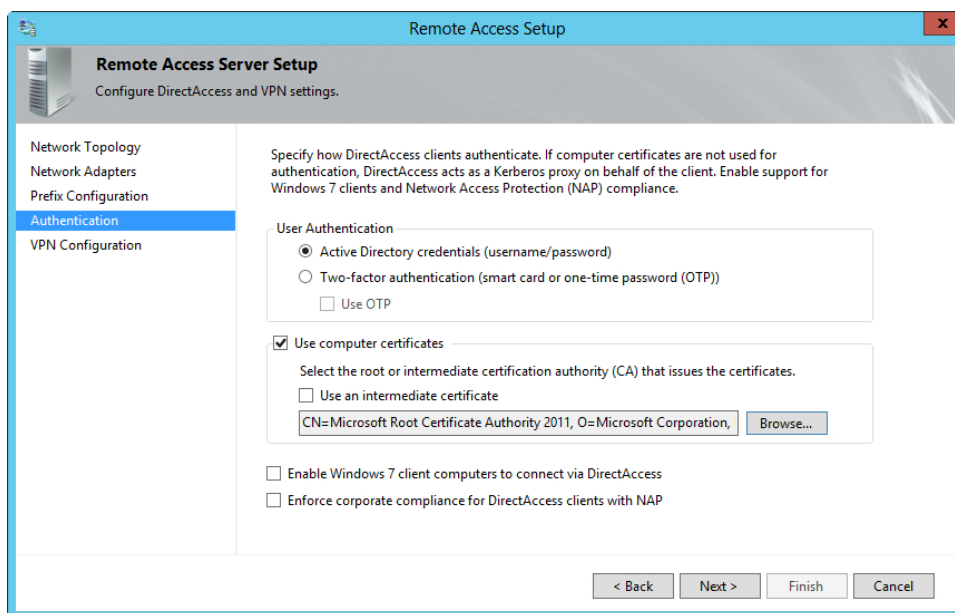 Remote Access Setup
x
Remote Access Server Setup
Configure DirectAccess and VPN settings.
Network Topology
Network Adapters
Prefix Configuration
Authentication
VPN Configuration
Specify how DirectAccess clients authenticate. If computer certificates are not used for
authentication, DirectAccess acts as a Kerberos proxy on behalf of the client. Enable support for
Windows 7 clients and Network Access Protection (NAP) compliance.
User Authentication
Active Directory credentials (username/password)
Two-factor authentication (smart card or one-time password (OTP))
Use OTP
Use computer certificates
Select the root or intermediate certification authority (CA) that issues the certificates.
Use an intermediate certificate
CN=Microsoft Root Certificate Authority 2011, O=Microsoft Corporation,
Browse...
Enable Windows 7 client computers to connect via DirectAccess
Enforce corporate compliance for DirectAccess clients with NAP
< Back
Next >
Finish
Cancel